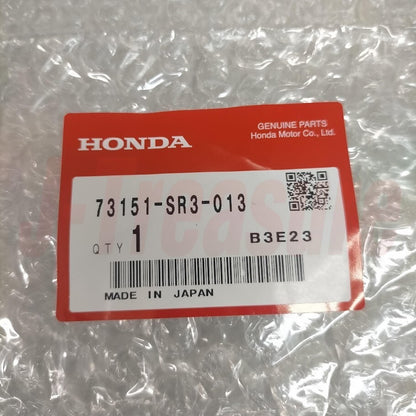 GENUINE PARTS
HONDA
Honda Motor Co., Ltd.
73151-SR3-013
QTY 1
B3E23
MADE IN JAPAN